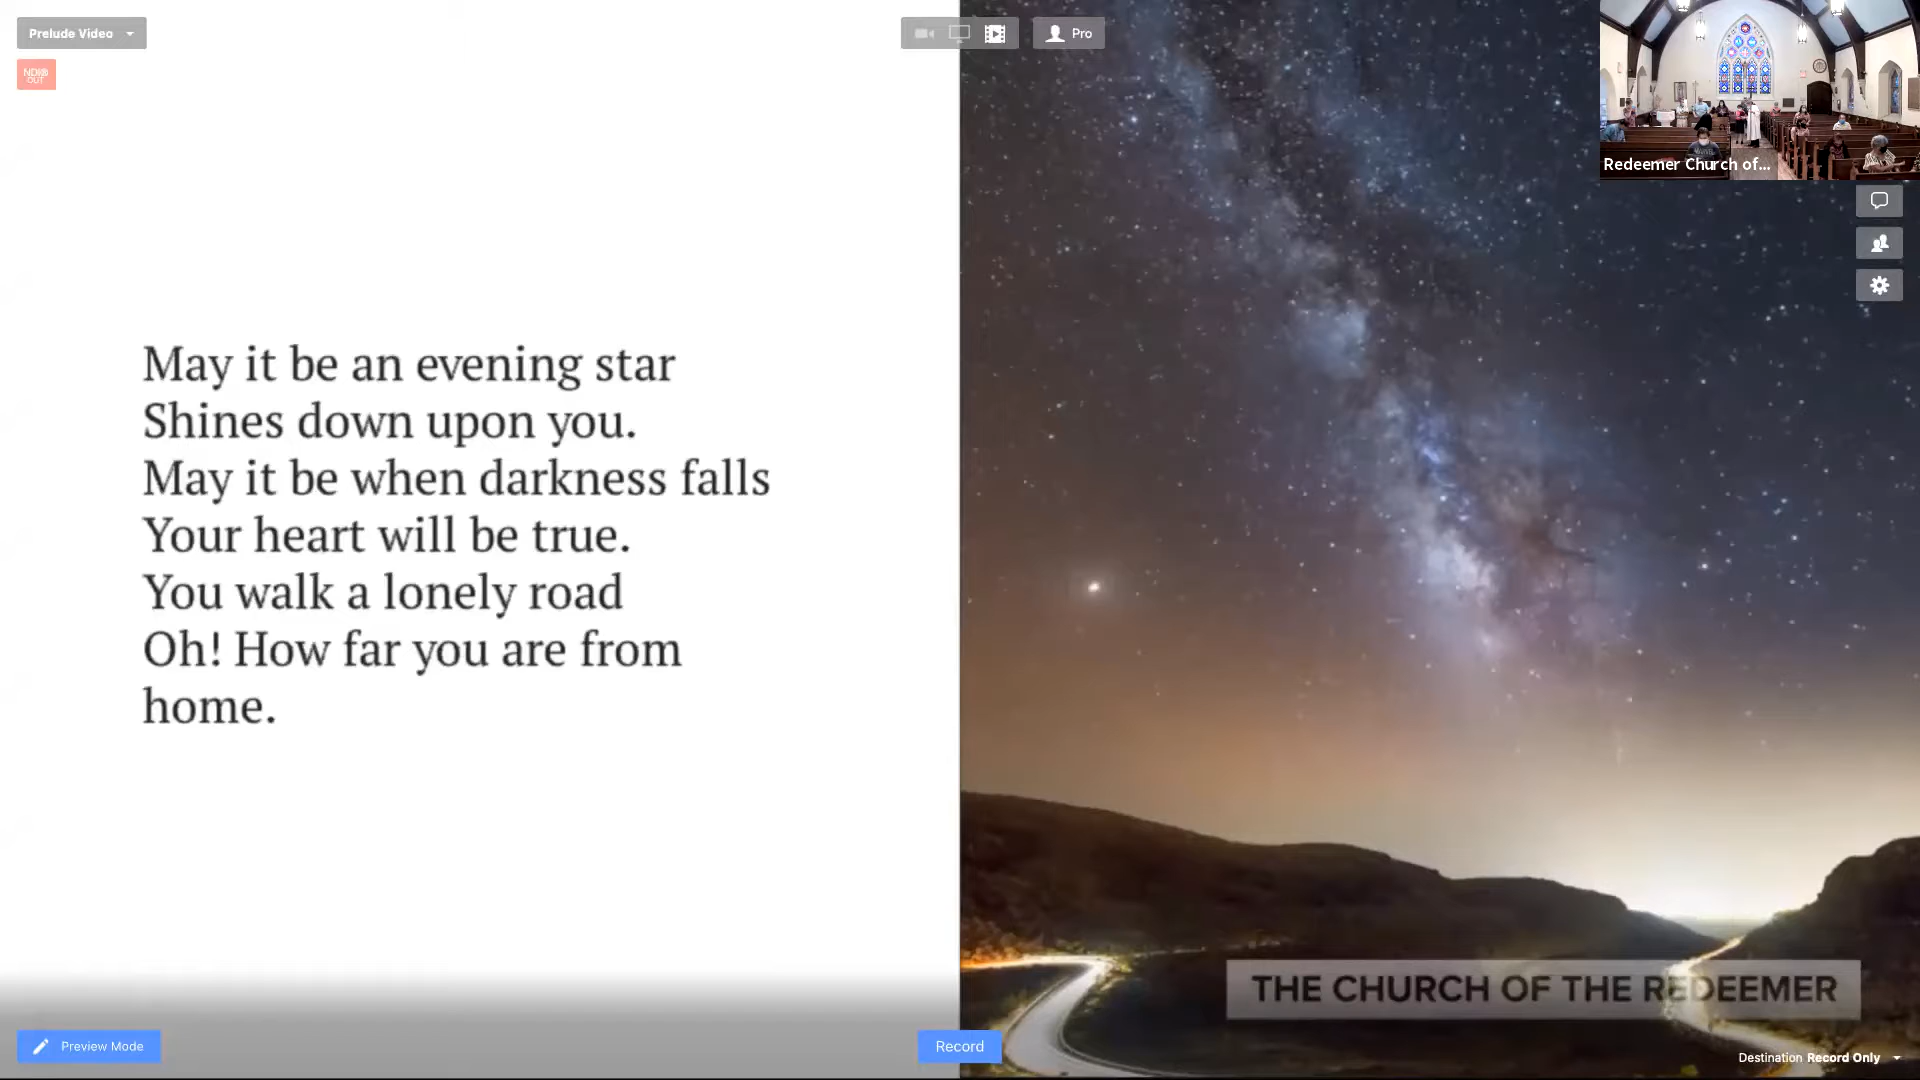 Prelude Video
NDI®
OUT
Pro
Redeemer Church of...
May it be an evening star
Shines down upon you.
May it be when darkness falls
Your heart will be true.
You walk a lonely road
Oh! How far you are from
home.
THE CHURCH OF THE REDEEMER
Preview Mode
Record
Destination Record Only